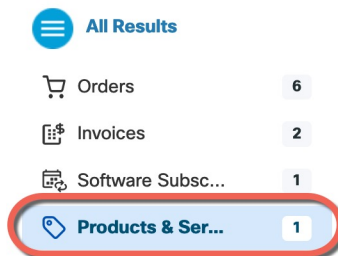 All Results
Orders 6
Invoices 2
Software Subsc... 1
Products & Ser... 1